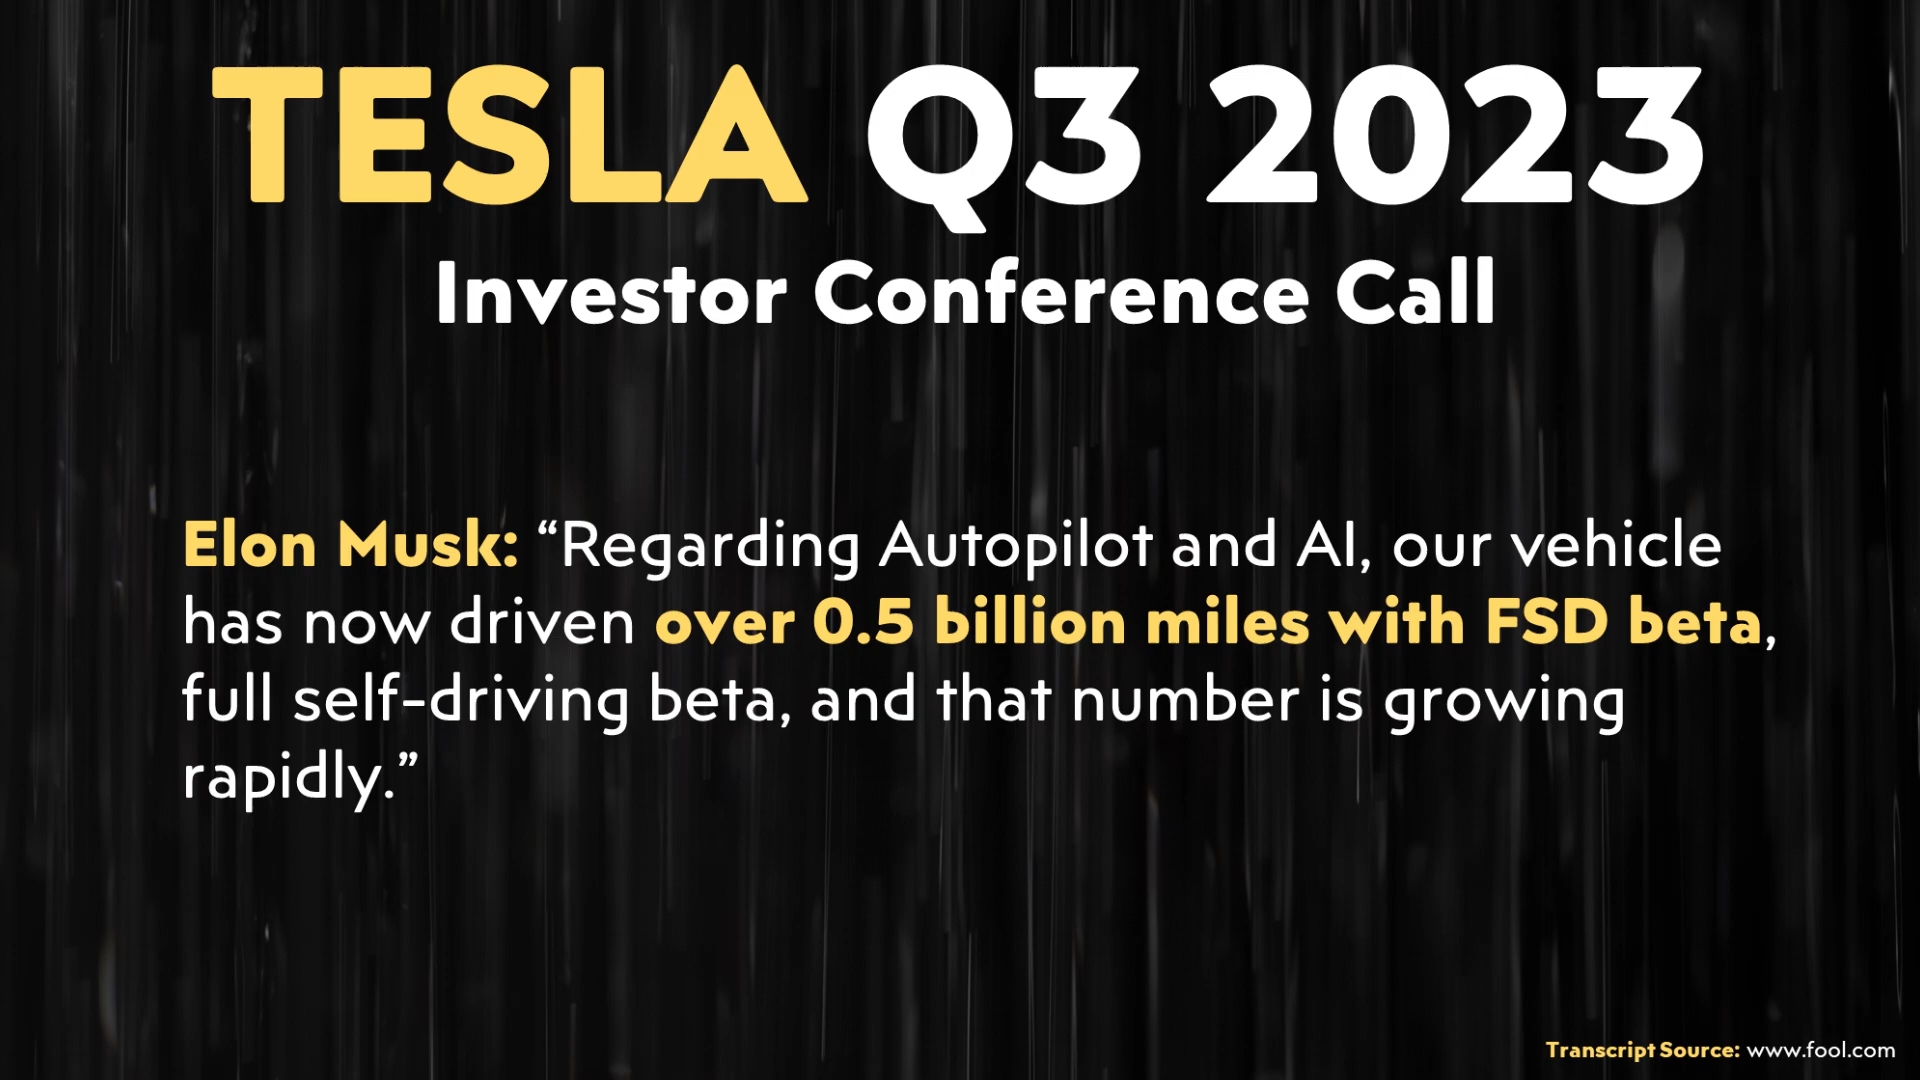 TESLA Q3 2023
Investor Conference Call
Elon Musk: “Regarding Autopilot and AI, our vehicle
has now driven over 0.5 billion miles with FSD beta,
full self-driving beta, and that number is growing
rapidly.”
Transcript Source: www.fool.com